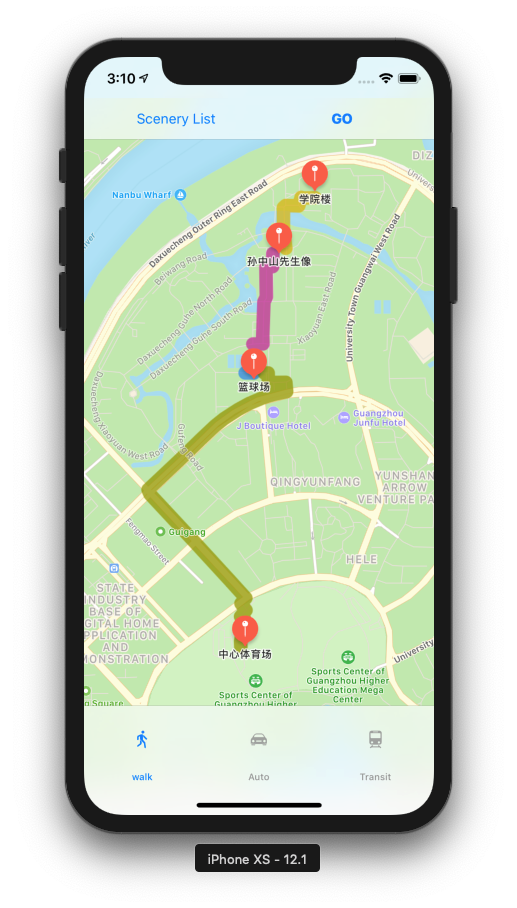 3:10
Scenery List
GO
DIZ
Univers
学院楼
Nanbu Wharf
Daxuecheng Outer Ring East Road
iver
Beiwang Road
孙中山先生像
University Town Guangwai West Road
Xiaoyuan East Road
Daxuecheng Guhe North Road
Daxuecheng Guhe South Road
篮球场
Daxuecheng Xiaoyuan West Road
J Boutique Hotel
Guangzhou
Junfu Hotel
Gufeng Road
QINGYUNFANG
YUNSHAN
ARROW
VENTURE PA
Guigang
Fengmao Street
HELE
STATE
INDUSTRY
BASE OF
GITAL HOME
PPLICATION
AND
MONSTRATION
中心体育场
University
Sports Center of
Guangzhou Higher
Education Mega
Center
Sports Center of
Guangzhou Higher
g Square
walk
Auto
Transit
iPhone XS - 12.1